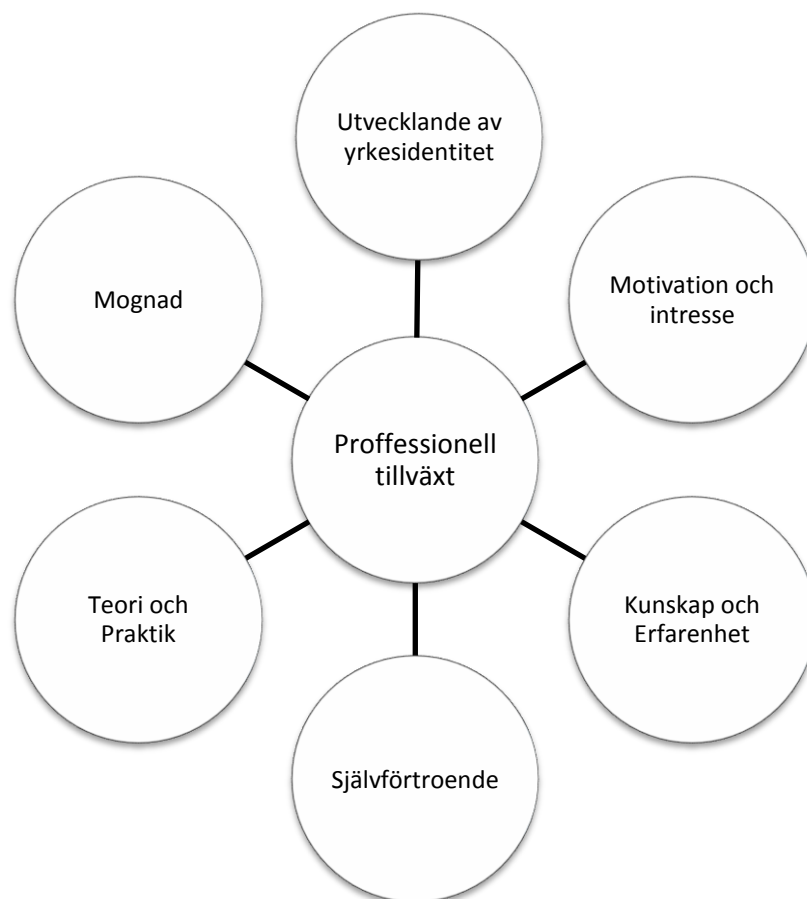 Utvecklande av
yrkesidentitet
Mognad
Motivation och
intresse
Proffessionell
tillväxt
Teori och
Praktik
Kunskap och
Erfarenhet
Självförtroende